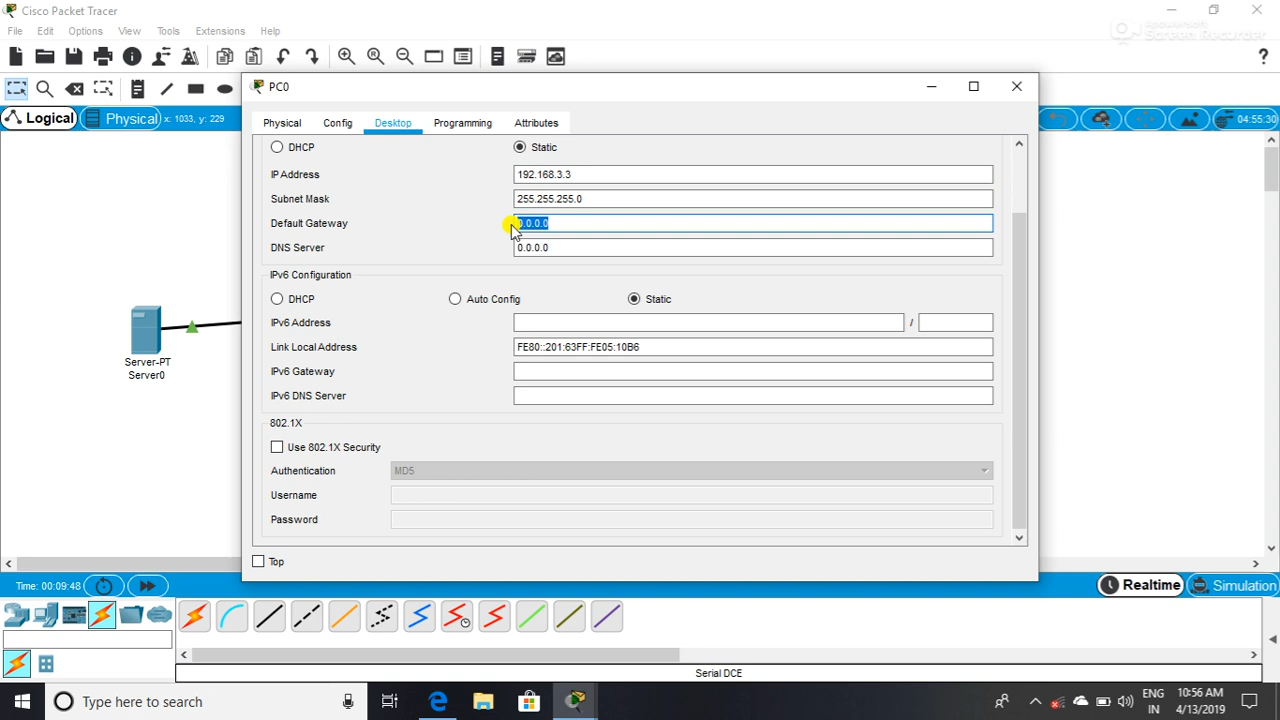 Cisco Packet Tracer
File Edit Options View Tools Extensions Help
Apowersoft
Screen Recorder
?
PC0
Logical
Physical x: 1033, y: 229
04:55:30
Physical Config Desktop Programming Attributes
DHCP Static
IP Address 192.168.3.3
Subnet Mask 255.255.255.0
Default Gateway 0.0.0.0
DNS Server 0.0.0.0
IPv6 Configuration
DHCP Auto Config Static
IPv6 Address /
Link Local Address FE80::201:63FF:FE05:10B6
IPv6 Gateway
IPv6 DNS Server
802.1X
Use 802.1X Security
Authentication MD5
Username
Password
Top
Server-PT
Server0
Time: 00:09:48
Realtime Simulation
Serial DCE
Type here to search
ENG 10:56 AM
IN 4/13/2019